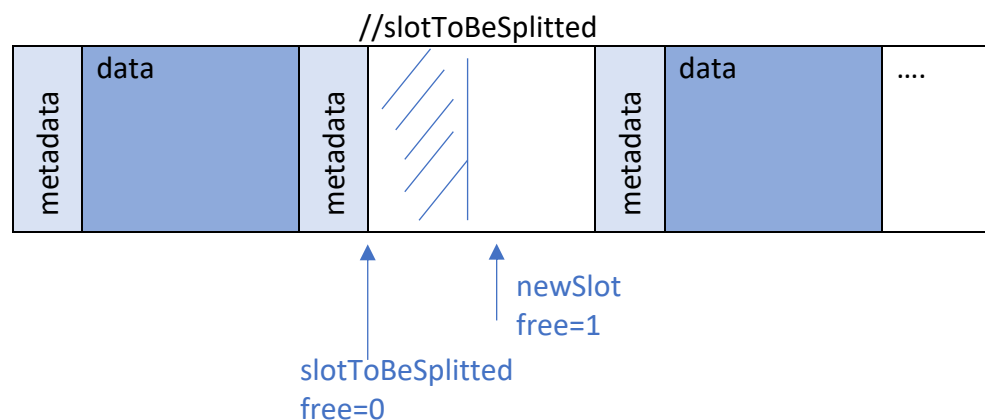 //slotToBeSplitted
metadata
data
metadata
metadata
data
....
newSlot
free=1
slotToBeSplitted
free=0